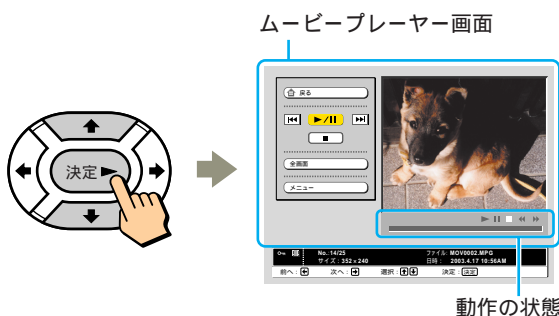 ムービープレーヤー画面
戻る
全画面
メニュー
決定
No.:14/25
ファイル: MOV0002.MPG
サイズ: 352 x 240
日時: 2003.4.17 10:56AM
前へ: 次へ: 選択: 決定: 決定
動作の状態